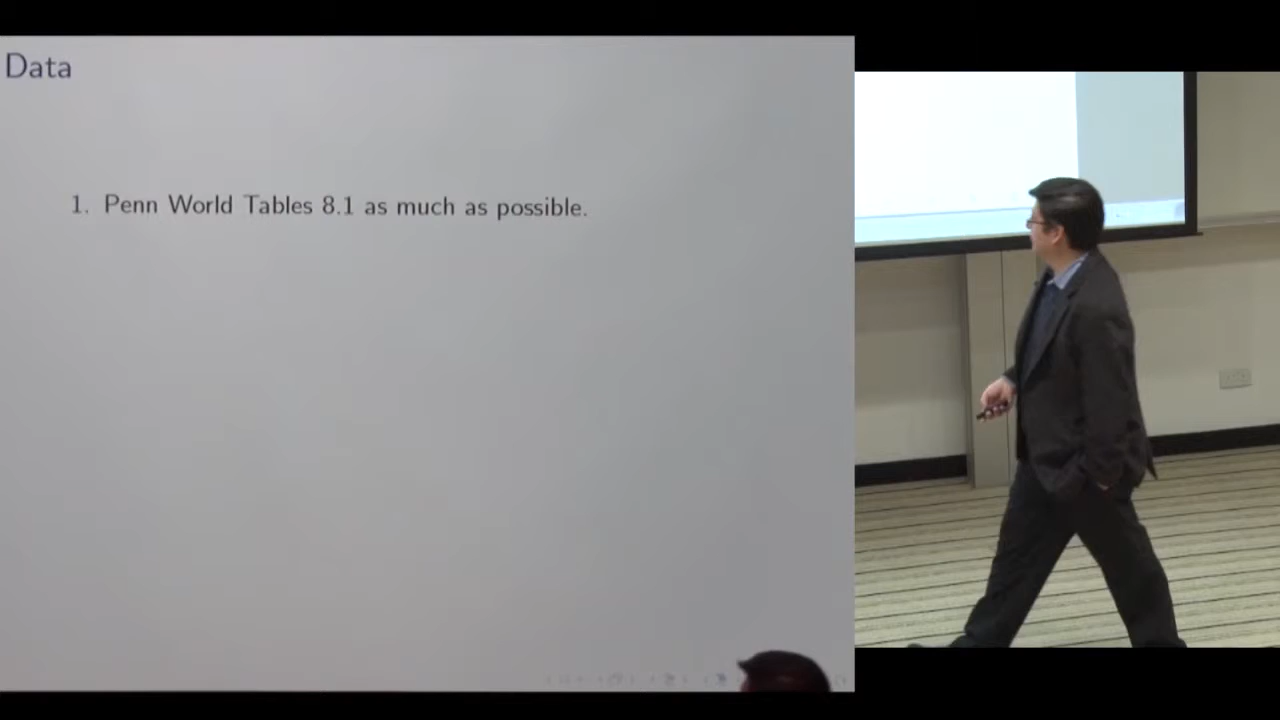 Data
1. Penn World Tables 8.1 as much as possible.